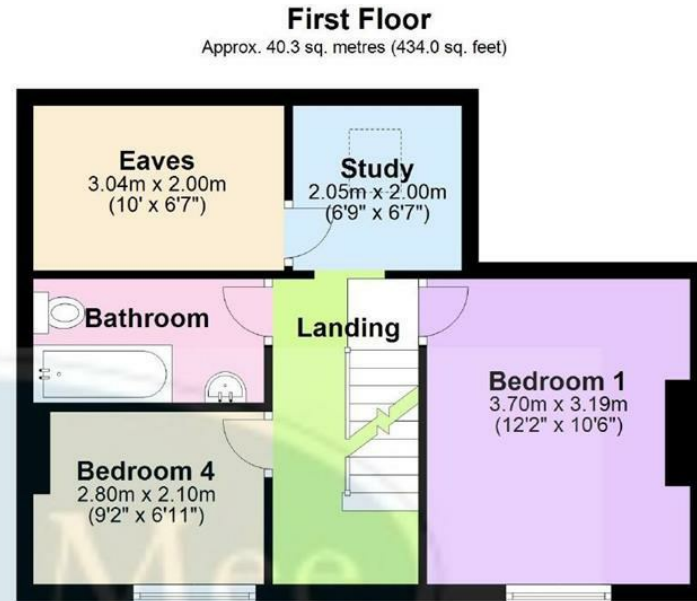 First Floor
Approx. 40.3 sq. metres (434.0 sq. feet)
Eaves
3.04m x 2.00m
(10' x 6'7")
Study
2.05m x 2.00m
(6'9" x 6'7")
Bathroom
Landing
Bedroom 1
3.70m x 3.19m
(12'2" x 10'6")
Bedroom 4
2.80m x 2.10m
(9'2" x 6'11")
Mee